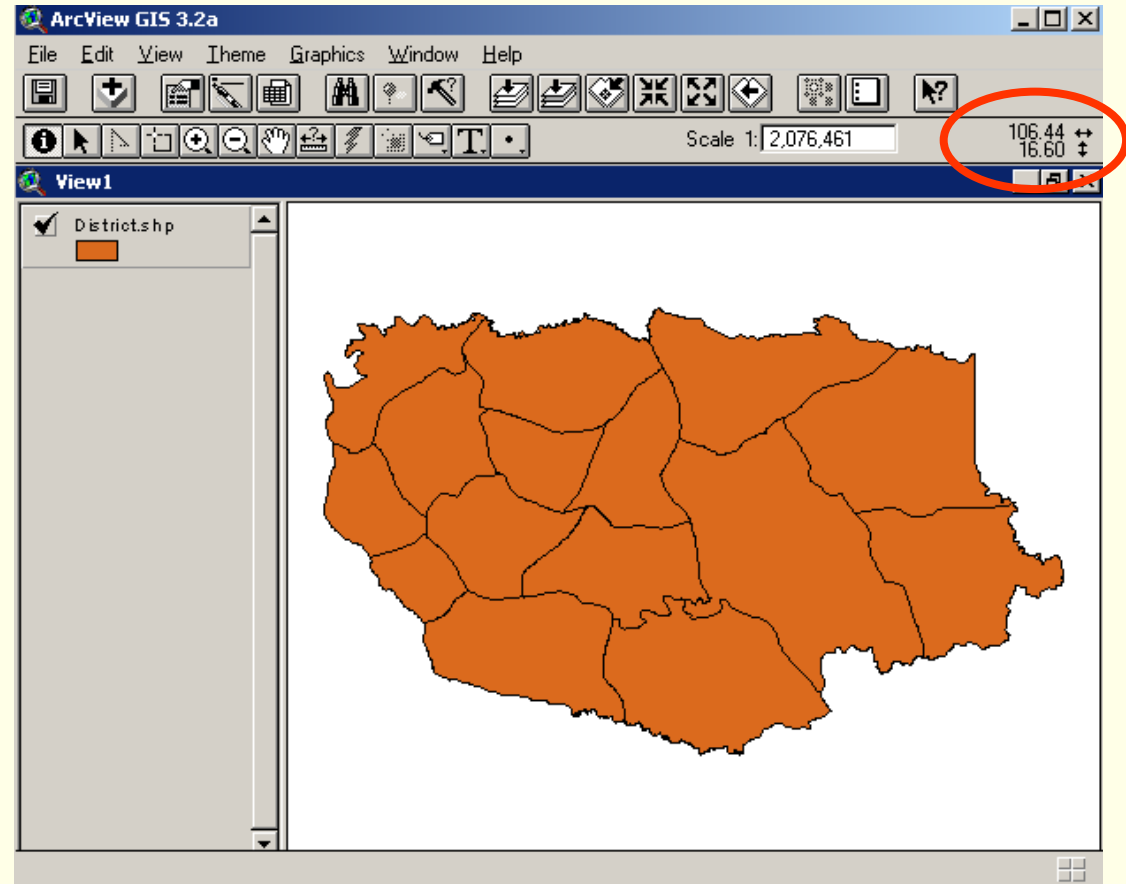 ArcView GIS 3.2a
File Edit View Theme Graphics Window Help
Scale 1: 2,076,461
106.44
16.60
View1
District.shp